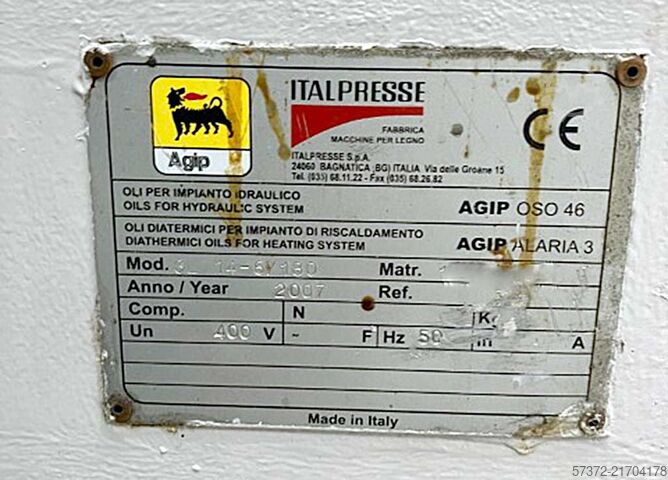 Agip
ITALPRESSE
FABBRICA
MACCHINE PER LEGNO
CE
ITALPRESSE S.p.A.
24060 BAGNATICA (BG) ITALIA Via delle Groane 15
Tel. (035) 68.11.22 - Fax (035) 68.26.82
OLI PER IMPIANTO IDRAULICO
OILS FOR HYDRAULIC SYSTEM AGIP OSO 46
OLI DIATERMICI PER IMPIANTO DI RISCALDAMENTO
DIATHERMICI OILS FOR HEATING SYSTEM AGIP ALARIA 3
Mod. Matr.
Anno / Year 2007 Ref.
Comp. N
Un 400 V ~ F Hz 50 In A
Made in Italy
57372-21704178